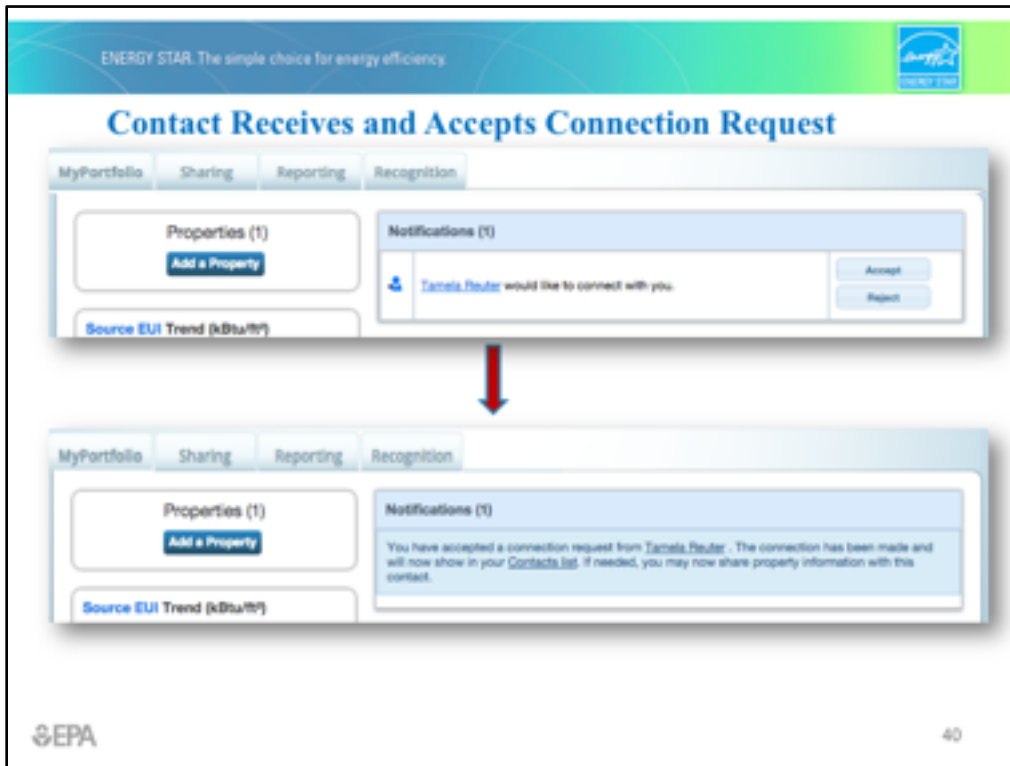 ENERGY STAR. The simple choice for energy efficiency.
ENERGY STAR
Contact Receives and Accepts Connection Request
MyPortfolio Sharing Reporting Recognition
Properties (1)
Add a Property
Source EUI Trend (kBtu/ft²)
Notifications (1)
Tamela Reuter would like to connect with you.
Accept
Reject
MyPortfolio Sharing Reporting Recognition
Properties (1)
Add a Property
Source EUI Trend (kBtu/ft²)
Notifications (1)
You have accepted a connection request from Tamela Reuter . The connection has been made and
will now show in your Contacts list. If needed, you may now share property information with this
contact.
EPA
40